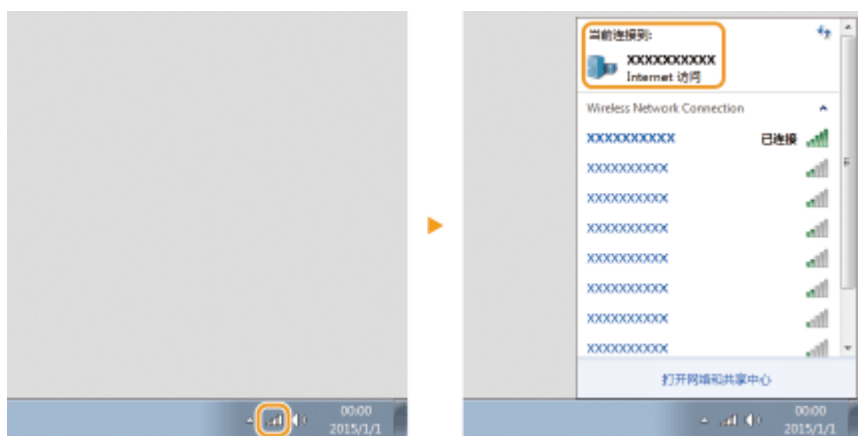 00:00
2015/1/1
当前连接到:
XXXXXXXXXX
Internet 访问
Wireless Network Connection
XXXXXXXXXX 已连接
XXXXXXXXXX
XXXXXXXXXX
XXXXXXXXXX
XXXXXXXXXX
XXXXXXXXXX
XXXXXXXXXX
XXXXXXXXXX
打开网络和共享中心
00:00
2015/1/1